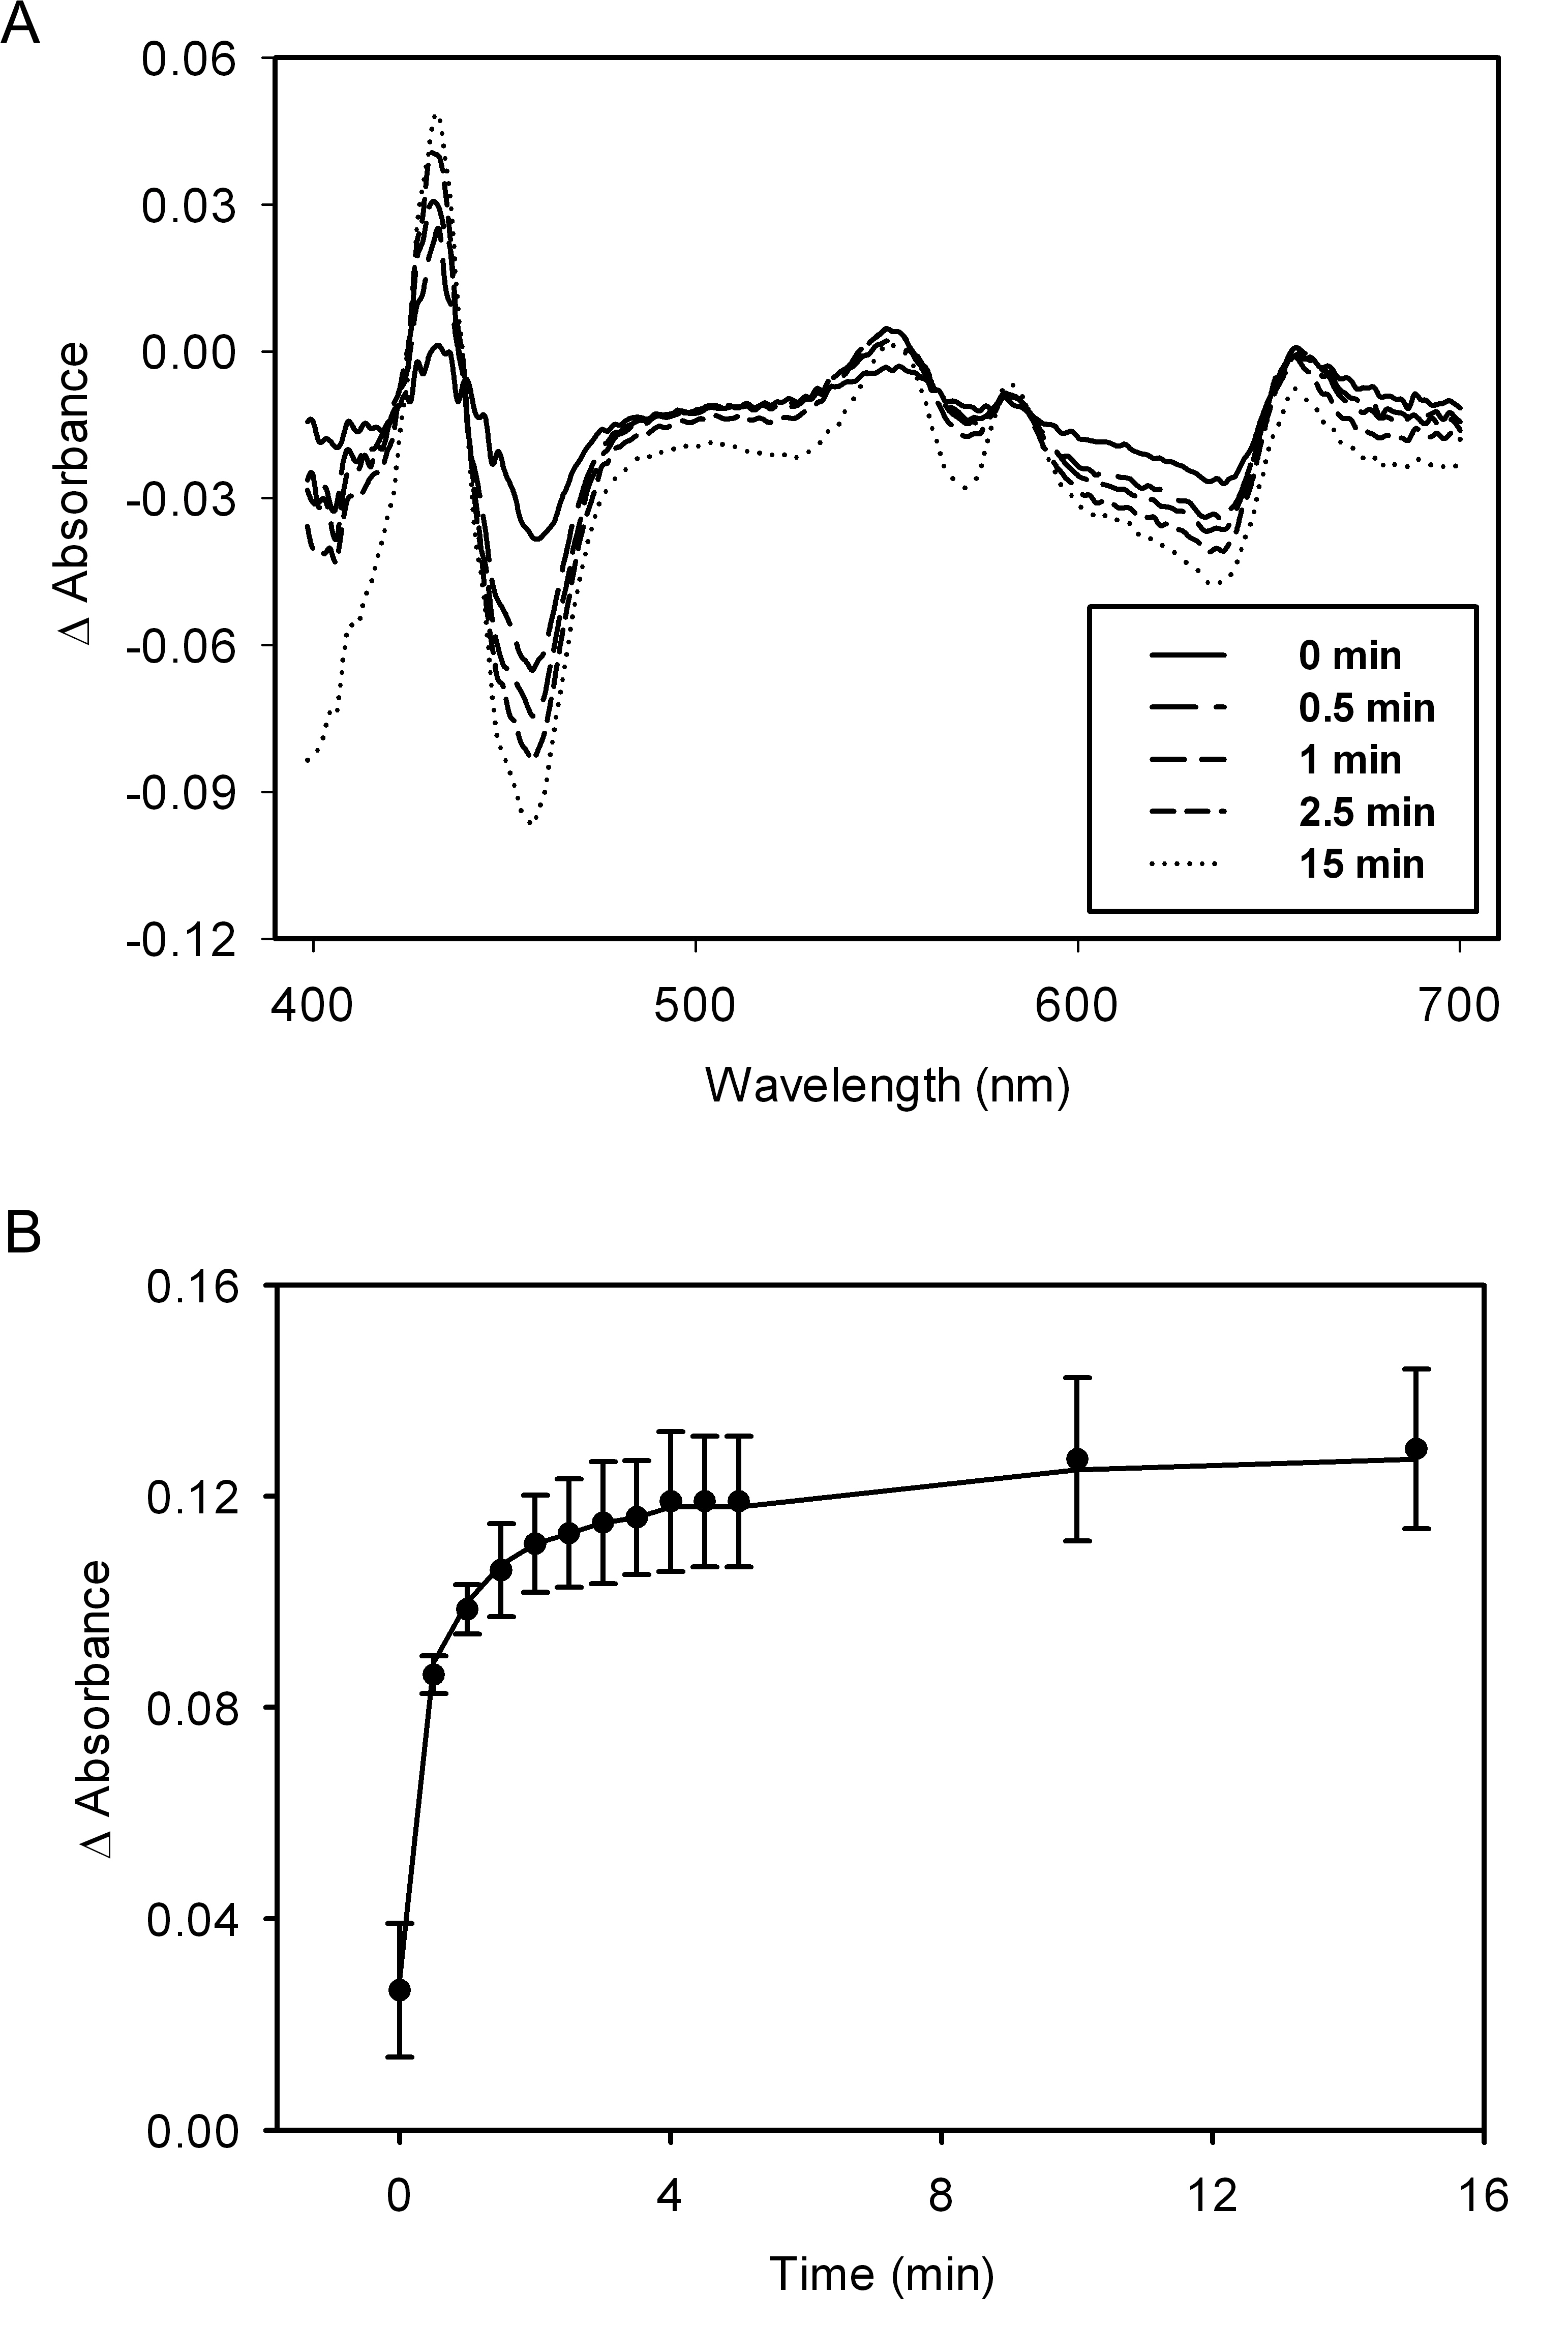 A
0.06
0.03
0.00
-0.03
-0.06
-0.09
-0.12
Δ Absorbance
0 min
0.5 min
1 min
2.5 min
15 min
400 500 600 700
Wavelength (nm)
B
0.16
0.12
0.08
0.04
0.00
Δ Absorbance
0 4 8 12 16
Time (min)